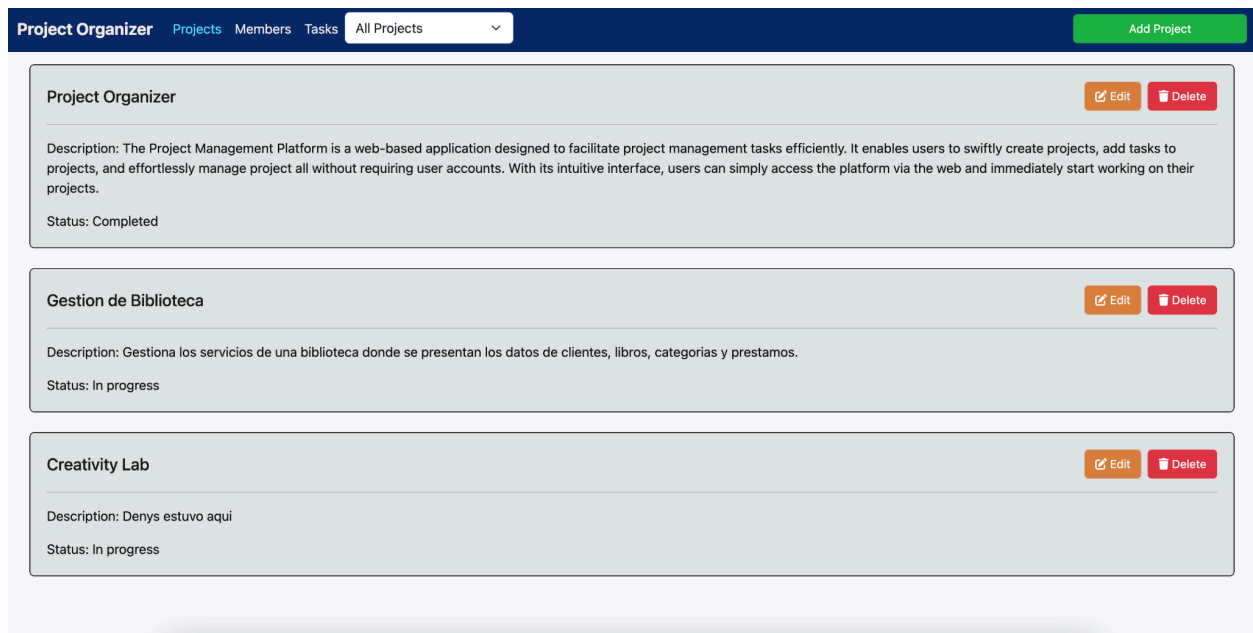 Project Organizer Projects Members Tasks All Projects Add Project
Project Organizer Edit Delete
Description: The Project Management Platform is a web-based application designed to facilitate project management tasks efficiently. It enables users to swiftly create projects, add tasks to
projects, and effortlessly manage project all without requiring user accounts. With its intuitive interface, users can simply access the platform via the web and immediately start working on their
projects.
Status: Completed
Gestion de Biblioteca Edit Delete
Description: Gestiona los servicios de una biblioteca donde se presentan los datos de clientes, libros, categorias y prestamos.
Status: In progress
Creativity Lab Edit Delete
Description: Denys estuvo aqui
Status: In progress